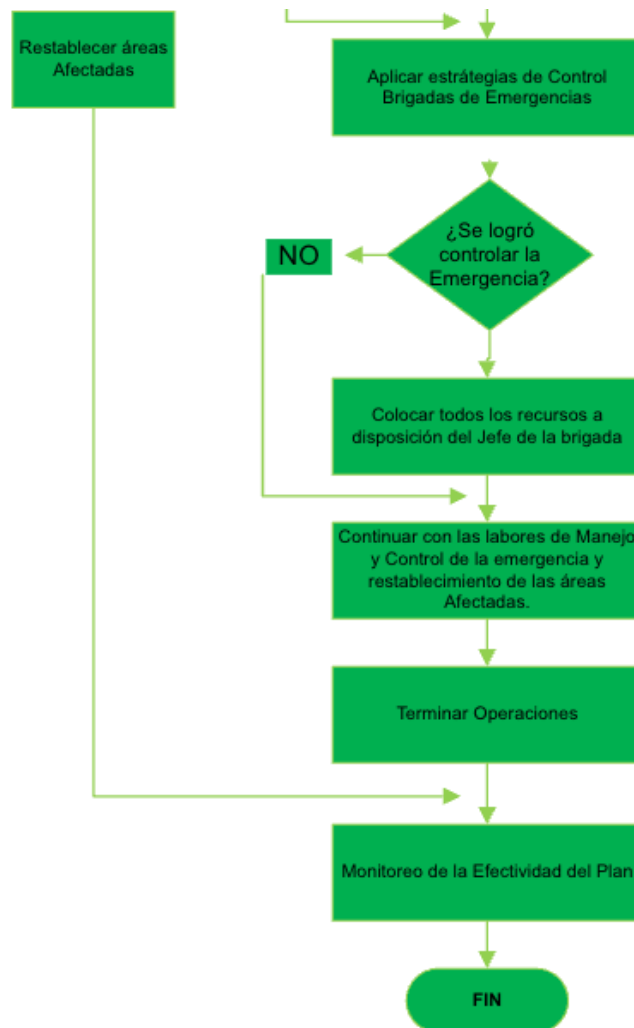 Restablecer áreas
Afectadas
Aplicar estrátegias de Control
Brigadas de Emergencias
¿Se logró
controlar la
Emergencia?
NO
Colocar todos los recursos a
disposición del Jefe de la brigada
Continuar con las labores de Manejo
y Control de la emergencia y
restablecimiento de las áreas
Afectadas.
Terminar Operaciones
Monitoreo de la Efectividad del Plan
FIN